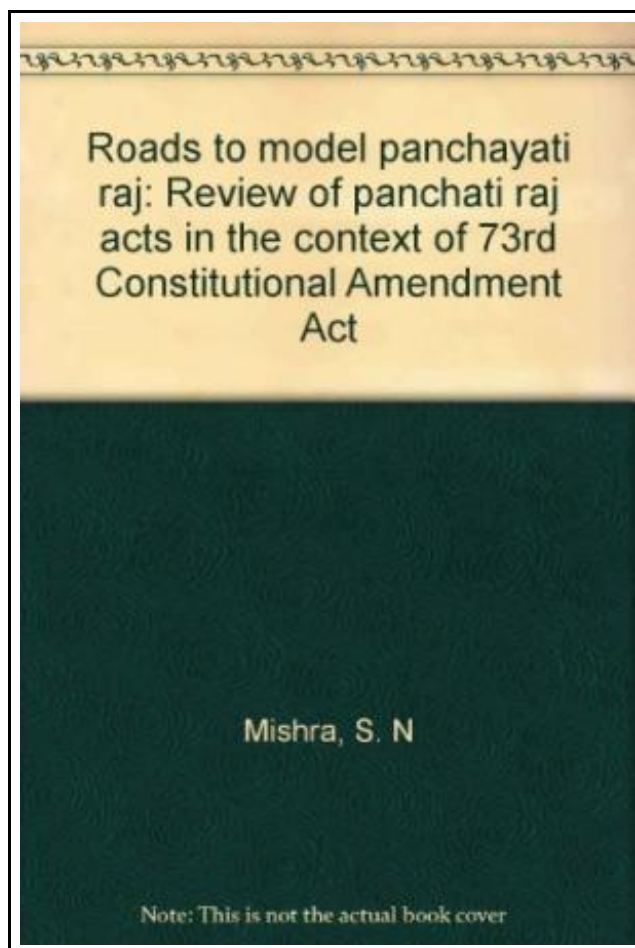 Roads to model panchayati
raj: Review of panchati raj
acts in the context of 73rd
Constitutional Amendment
Act
Mishra, S. N
Note: This is not the actual book cover